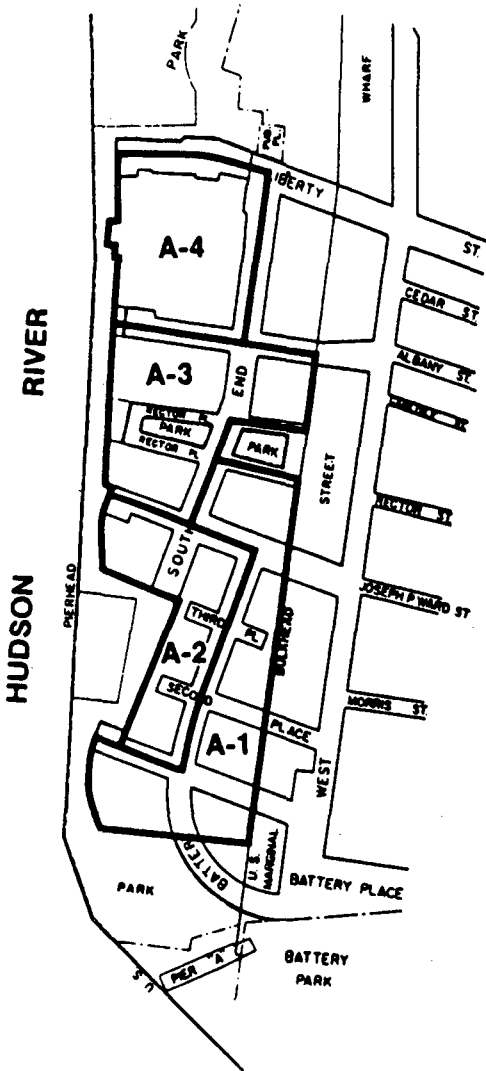 PARK
WHARF
PUB. PL.
LIBERTY
ST.
A-4
CEDAR ST.
RIVER
ALBANY ST.
A-3
END
RECTOR PL.
PARK
RECTOR PL.
PARK
STREET
RECTOR ST.
SOUTH
PIERHEAD
HUDSON
JOSEPH P WARD ST
THIRD
PL.
BULKHEAD
A-2
SECOND
PLACE
MORRIS ST.
A-1
WEST
BATTERY
U.S. MARGINAL
BATTERY PLACE
PARK
U.S.
PIER "A"
BATTERY
PARK